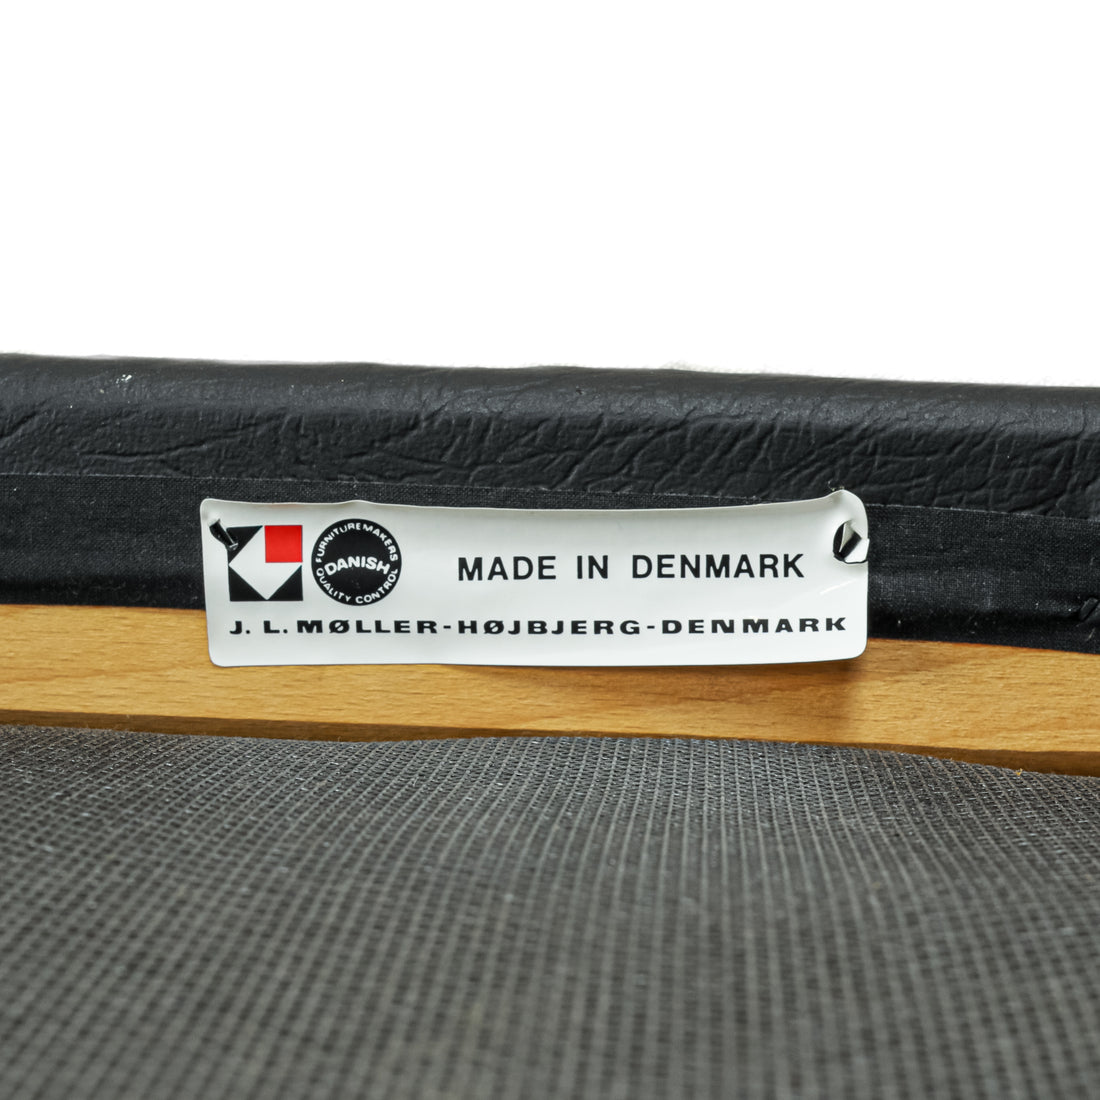 FURNITUREMAKERS
DANISH
QUALITY CONTROL
MADE IN DENMARK
J. L. MØLLER-HØJBJERG-DENMARK